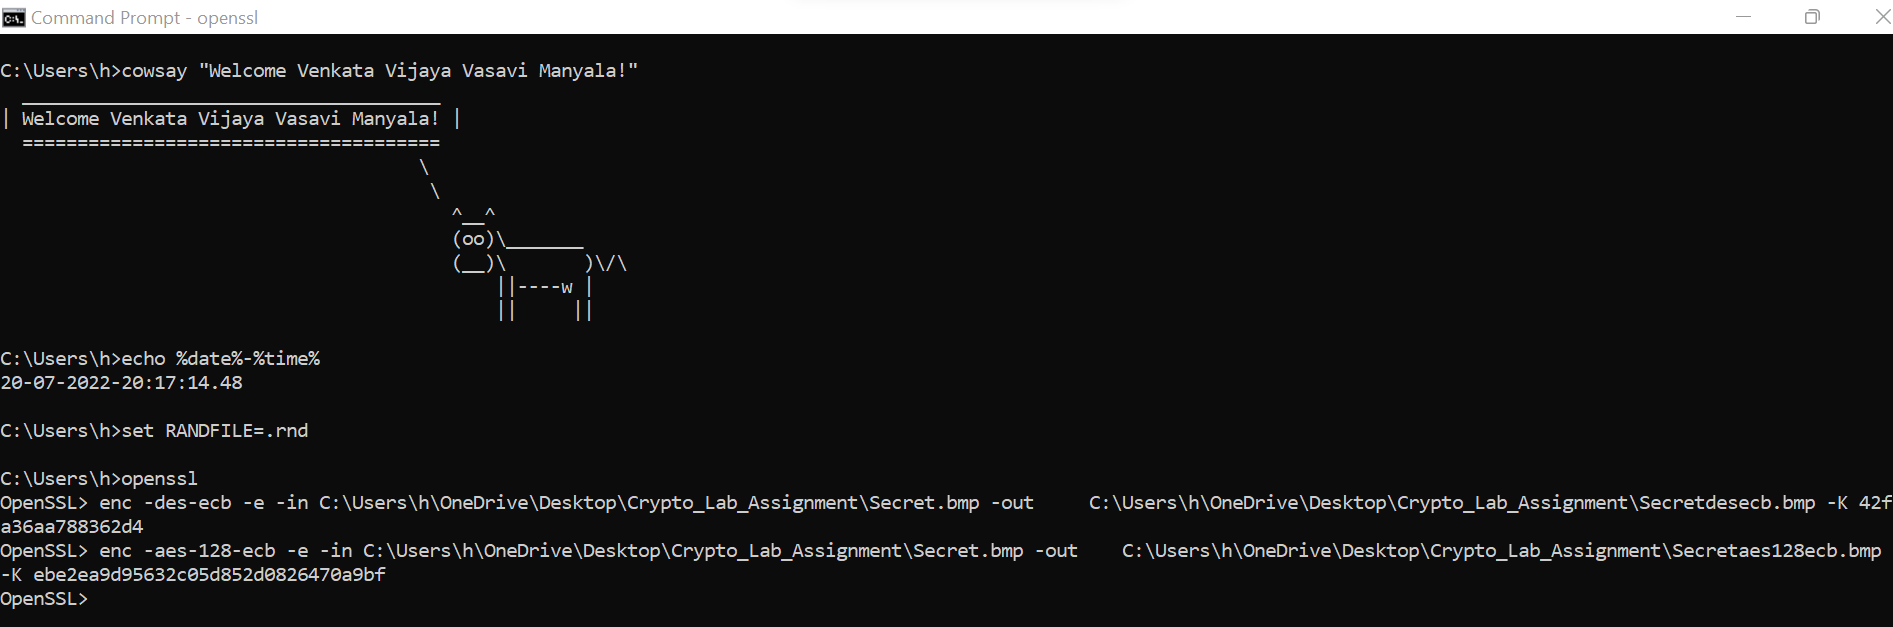 Command Prompt - openssl
C:\Users\h>cowsay "Welcome Venkata Vijaya Vasavi Manyala!"
  ______________________________________
| Welcome Venkata Vijaya Vasavi Manyala! |
  ======================================
                                      \
                                       \
                                         ^__^
                                         (oo)\_______
                                         (__)\       )\/\
                                             ||----w |
                                             ||     ||
C:\Users\h>echo %date%-%time%
20-07-2022-20:17:14.48
C:\Users\h>set RANDFILE=.rnd
C:\Users\h>openssl
OpenSSL> enc -des-ecb -e -in C:\Users\h\OneDrive\Desktop\Crypto_Lab_Assignment\Secret.bmp -out     C:\Users\h\OneDrive\Desktop\Crypto_Lab_Assignment\Secretdesecb.bmp -K 42f
a36aa788362d4
OpenSSL> enc -aes-128-ecb -e -in C:\Users\h\OneDrive\Desktop\Crypto_Lab_Assignment\Secret.bmp -out    C:\Users\h\OneDrive\Desktop\Crypto_Lab_Assignment\Secretaes128ecb.bmp
-K ebe2ea9d95632c05d852d0826470a9bf
OpenSSL>